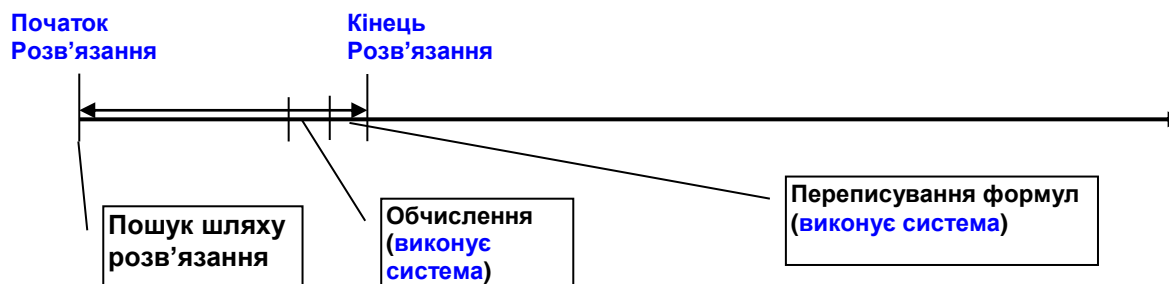 Початок
Розв’язання
Кінець
Розв’язання
Пошук шляху
розв’язання
Обчислення
(виконує
система)
Переписування формул
(виконує система)